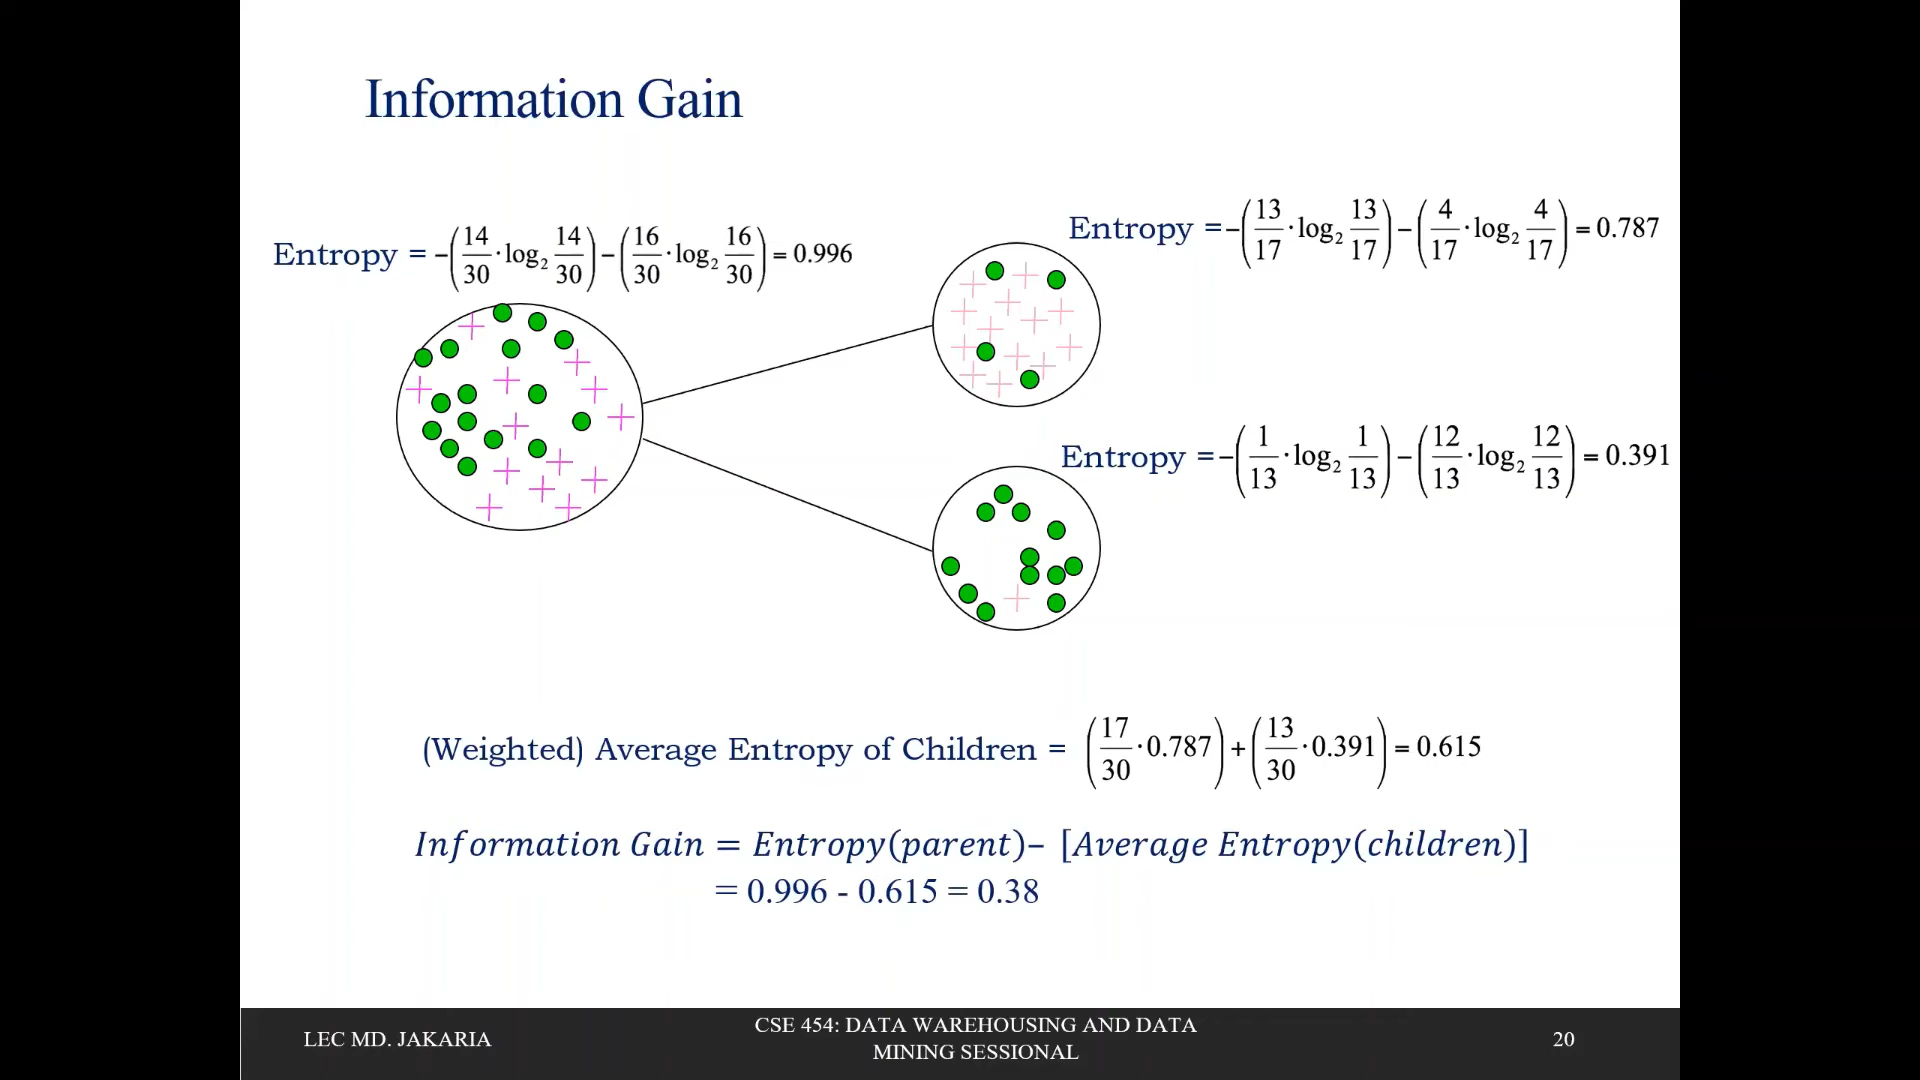 Information Gain
Entropy = −(14/30 · log₂ 14/30) − (16/30 · log₂ 16/30) = 0.996
Entropy = −(13/17 · log₂ 13/17) − (4/17 · log₂ 4/17) = 0.787
Entropy = −(1/13 · log₂ 1/13) − (12/13 · log₂ 12/13) = 0.391
(Weighted) Average Entropy of Children = (17/30 · 0.787) + (13/30 · 0.391) = 0.615
Information Gain = Entropy(parent)– [Average Entropy(children)]
= 0.996 - 0.615 = 0.38
LEC MD. JAKARIA
CSE 454: DATA WAREHOUSING AND DATA
MINING SESSIONAL
20